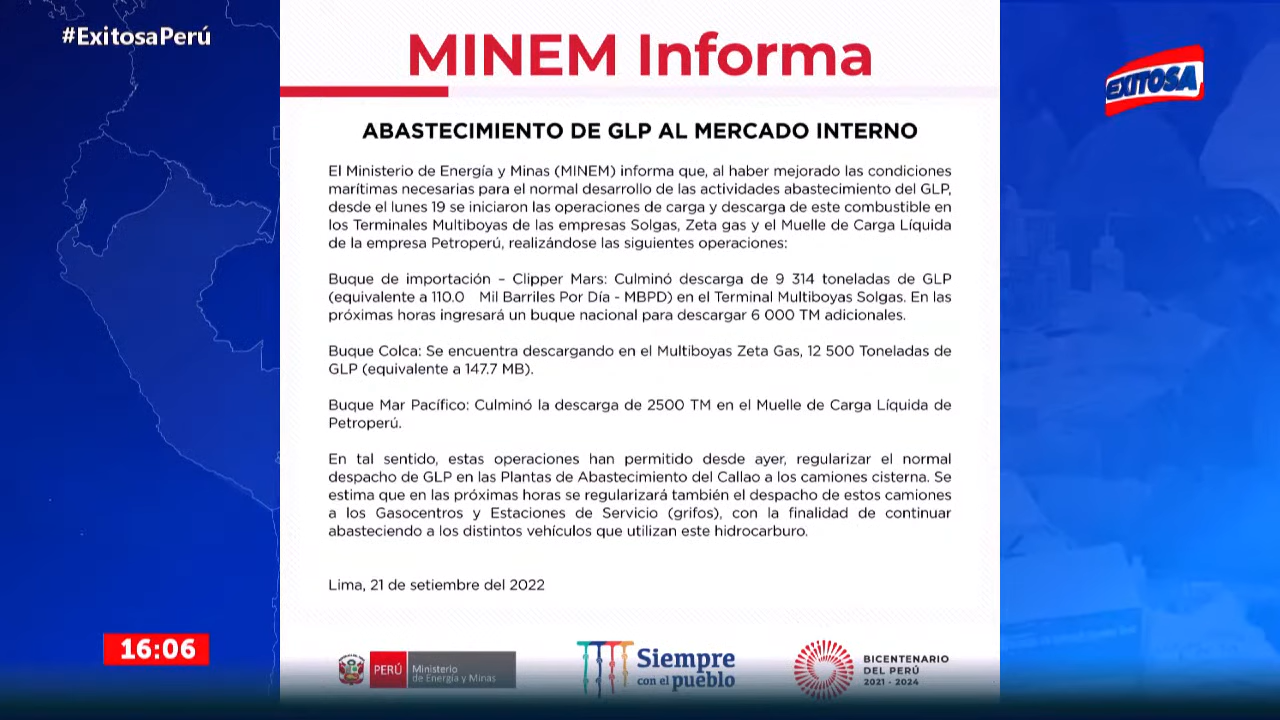 #ExitosaPerú
MINEM Informa
EXITOSA
ABASTECIMIENTO DE GLP AL MERCADO INTERNO
El Ministerio de Energía y Minas (MINEM) informa que, al haber mejorado las condiciones
marítimas necesarias para el normal desarrollo de las actividades abastecimiento del GLP,
desde el lunes 19 se iniciaron las operaciones de carga y descarga de este combustible en
los Terminales Multiboyas de las empresas Solgas, Zeta gas y el Muelle de Carga Líquida
de la empresa Petroperú, realizándose las siguientes operaciones:
Buque de importación – Clipper Mars: Culminó descarga de 9 314 toneladas de GLP
(equivalente a 110.0 Mil Barriles Por Día - MBPD) en el Terminal Multiboyas Solgas. En las
próximas horas ingresará un buque nacional para descargar 6 000 TM adicionales.
Buque Colca: Se encuentra descargando en el Multiboyas Zeta Gas, 12 500 Toneladas de
GLP (equivalente a 147.7 MB).
Buque Mar Pacífico: Culminó la descarga de 2500 TM en el Muelle de Carga Líquida de
Petroperú.
En tal sentido, estas operaciones han permitido desde ayer, regularizar el normal
despacho de GLP en las Plantas de Abastecimiento del Callao a los camiones cisterna. Se
estima que en las próximas horas se regularizará también el despacho de estos camiones
a los Gasocentros y Estaciones de Servicio (grifos), con la finalidad de continuar
abasteciendo a los distintos vehículos que utilizan este hidrocarburo.
Lima, 21 de setiembre del 2022
16:06
PERÚ
Ministerio
de Energía y Minas
Siempre
con el pueblo
BICENTENARIO
DEL PERÚ
2021 - 2024